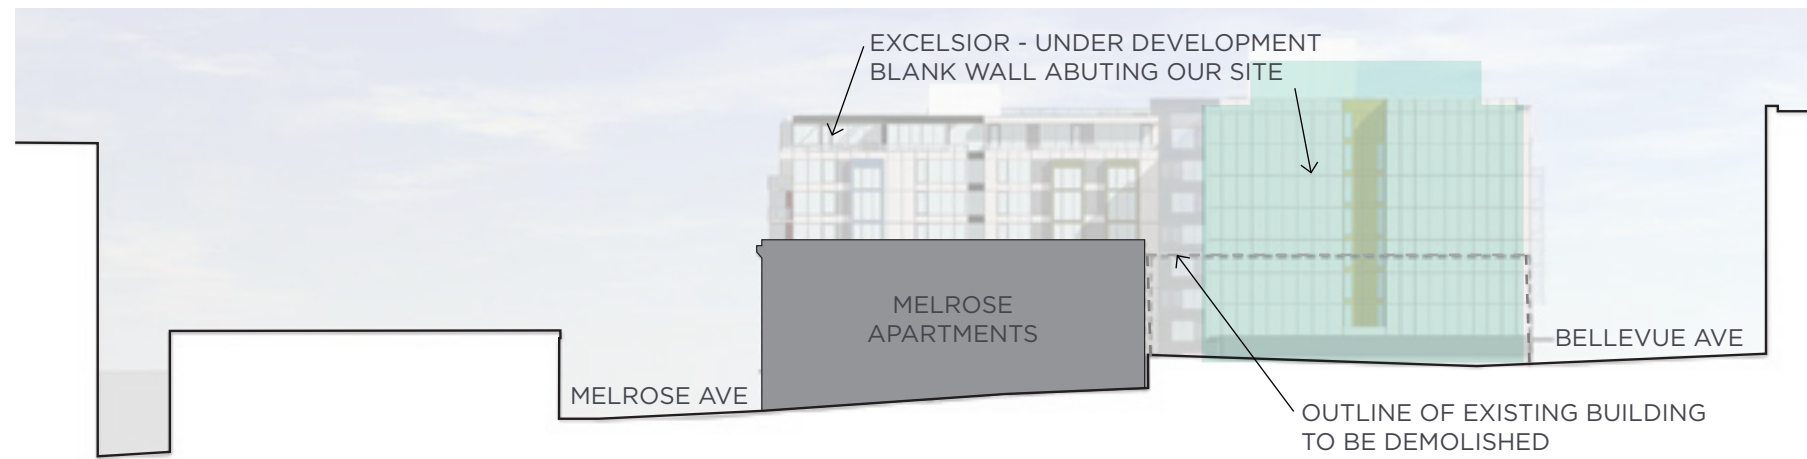 EXCELSIOR - UNDER DEVELOPMENT
BLANK WALL ABUTING OUR SITE
MELROSE
APARTMENTS
BELLEVUE AVE
MELROSE AVE
OUTLINE OF EXISTING BUILDING
TO BE DEMOLISHED